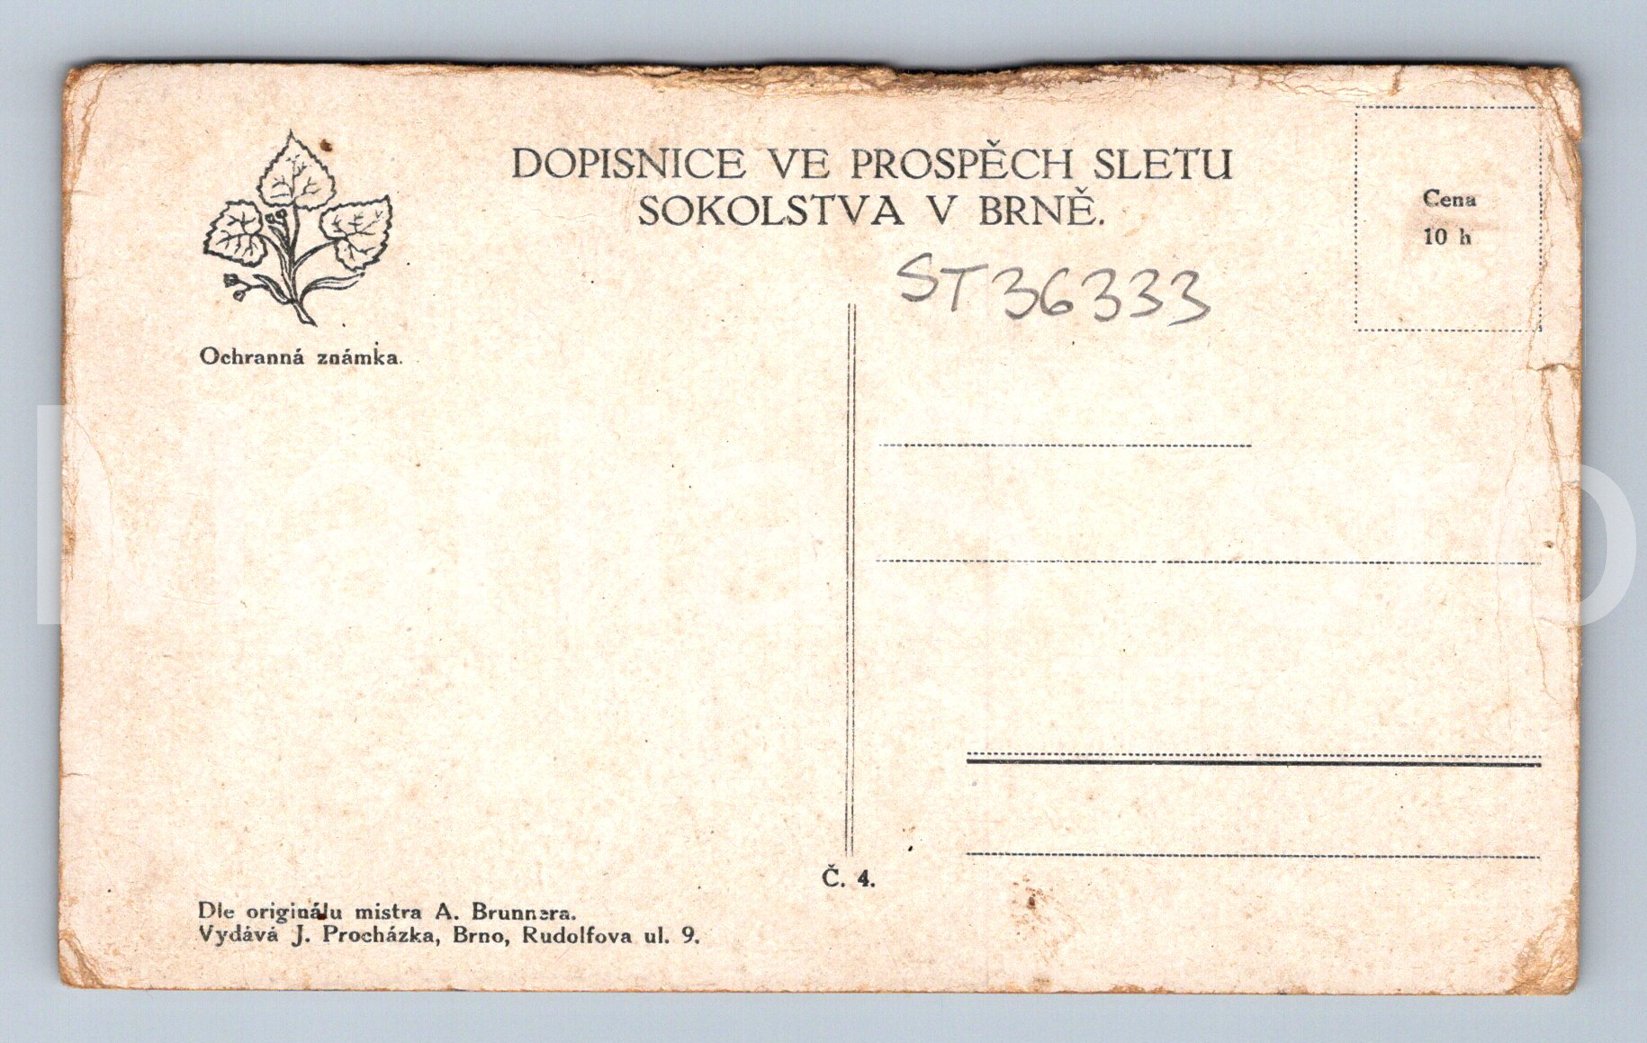 DOPISNICE VE PROSPĚCH SLETU
SOKOLSTVA V BRNĚ.
Cena
10 h
ST36333
Ochranná známka.
Č. 4.
Dle originálu mistra A. Brunnera.
Vydává J. Procházka, Brno, Rudolfova ul. 9.